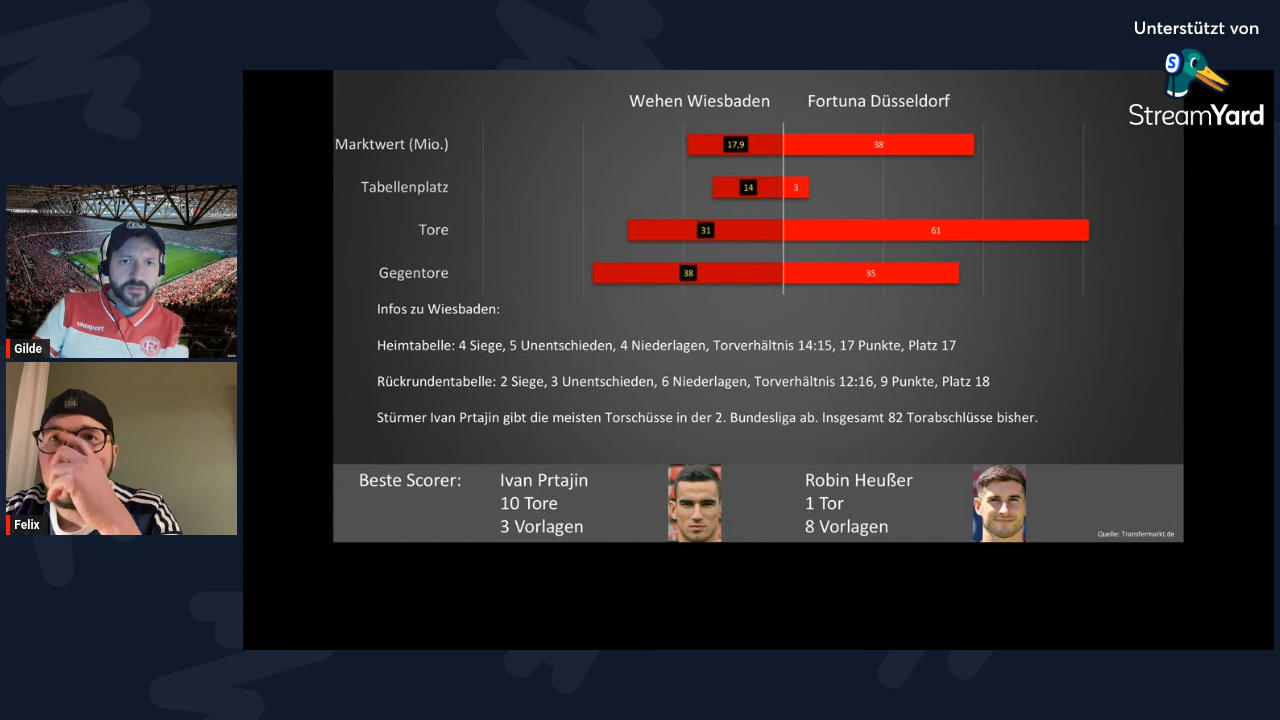 Unterstützt von
StreamYard
Wehen Wiesbaden
Fortuna Düsseldorf
Marktwert (Mio.)
17,9
38
Tabellenplatz
14
3
Tore
31
61
Gegentore
38
35
Infos zu Wiesbaden:
Heimtabelle: 4 Siege, 5 Unentschieden, 4 Niederlagen, Torverhältnis 14:15, 17 Punkte, Platz 17
Rückrundentabelle: 2 Siege, 3 Unentschieden, 6 Niederlagen, Torverhältnis 12:16, 9 Punkte, Platz 18
Stürmer Ivan Prtajin gibt die meisten Torschüsse in der 2. Bundesliga ab. Insgesamt 82 Torabschlüsse bisher.
Beste Scorer:
Ivan Prtajin
10 Tore
3 Vorlagen
Robin Heußer
1 Tor
8 Vorlagen
Quelle: Transfermarkt.de
uhlsport
Gilde
Felix